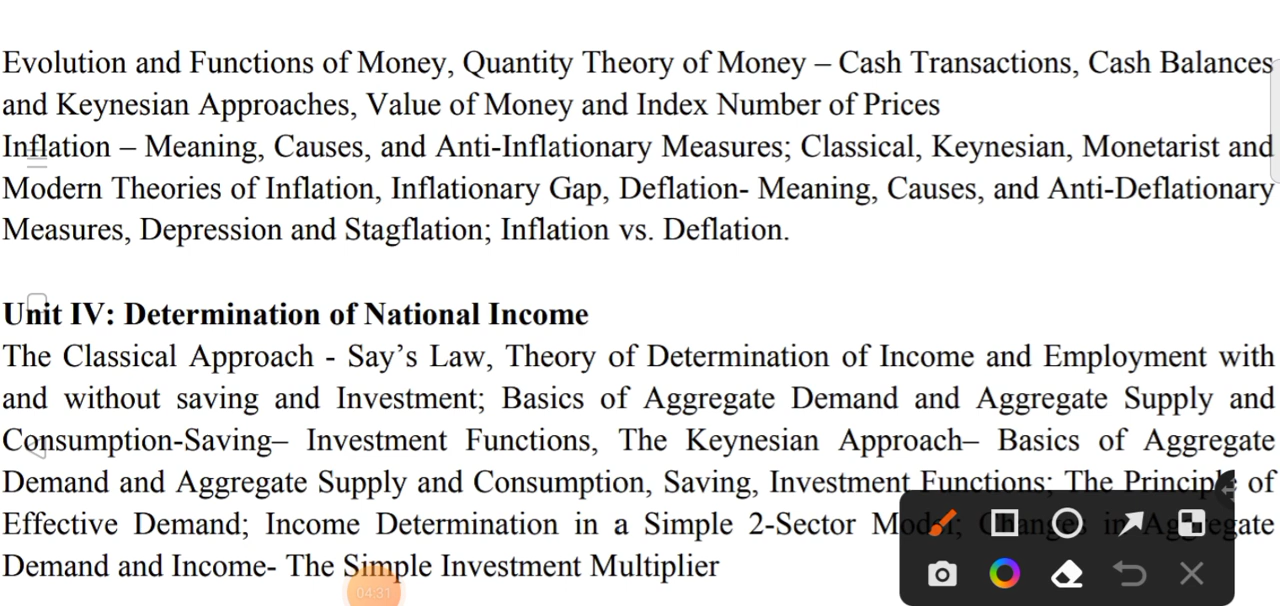 Evolution and Functions of Money, Quantity Theory of Money – Cash Transactions, Cash Balances
and Keynesian Approaches, Value of Money and Index Number of Prices
Inflation – Meaning, Causes, and Anti-Inflationary Measures; Classical, Keynesian, Monetarist and
Modern Theories of Inflation, Inflationary Gap, Deflation- Meaning, Causes, and Anti-Deflationary
Measures, Depression and Stagflation; Inflation vs. Deflation.
Unit IV: Determination of National Income
The Classical Approach - Say's Law, Theory of Determination of Income and Employment with
and without saving and Investment; Basics of Aggregate Demand and Aggregate Supply and
Consumption-Saving– Investment Functions, The Keynesian Approach– Basics of Aggregate
Demand and Aggregate Supply and Consumption, Saving, Investment Functions; The Principle of
Effective Demand; Income Determination in a Simple 2-Sector Model; Changes in Aggregate
Demand and Income- The Simple Investment Multiplier
04:31